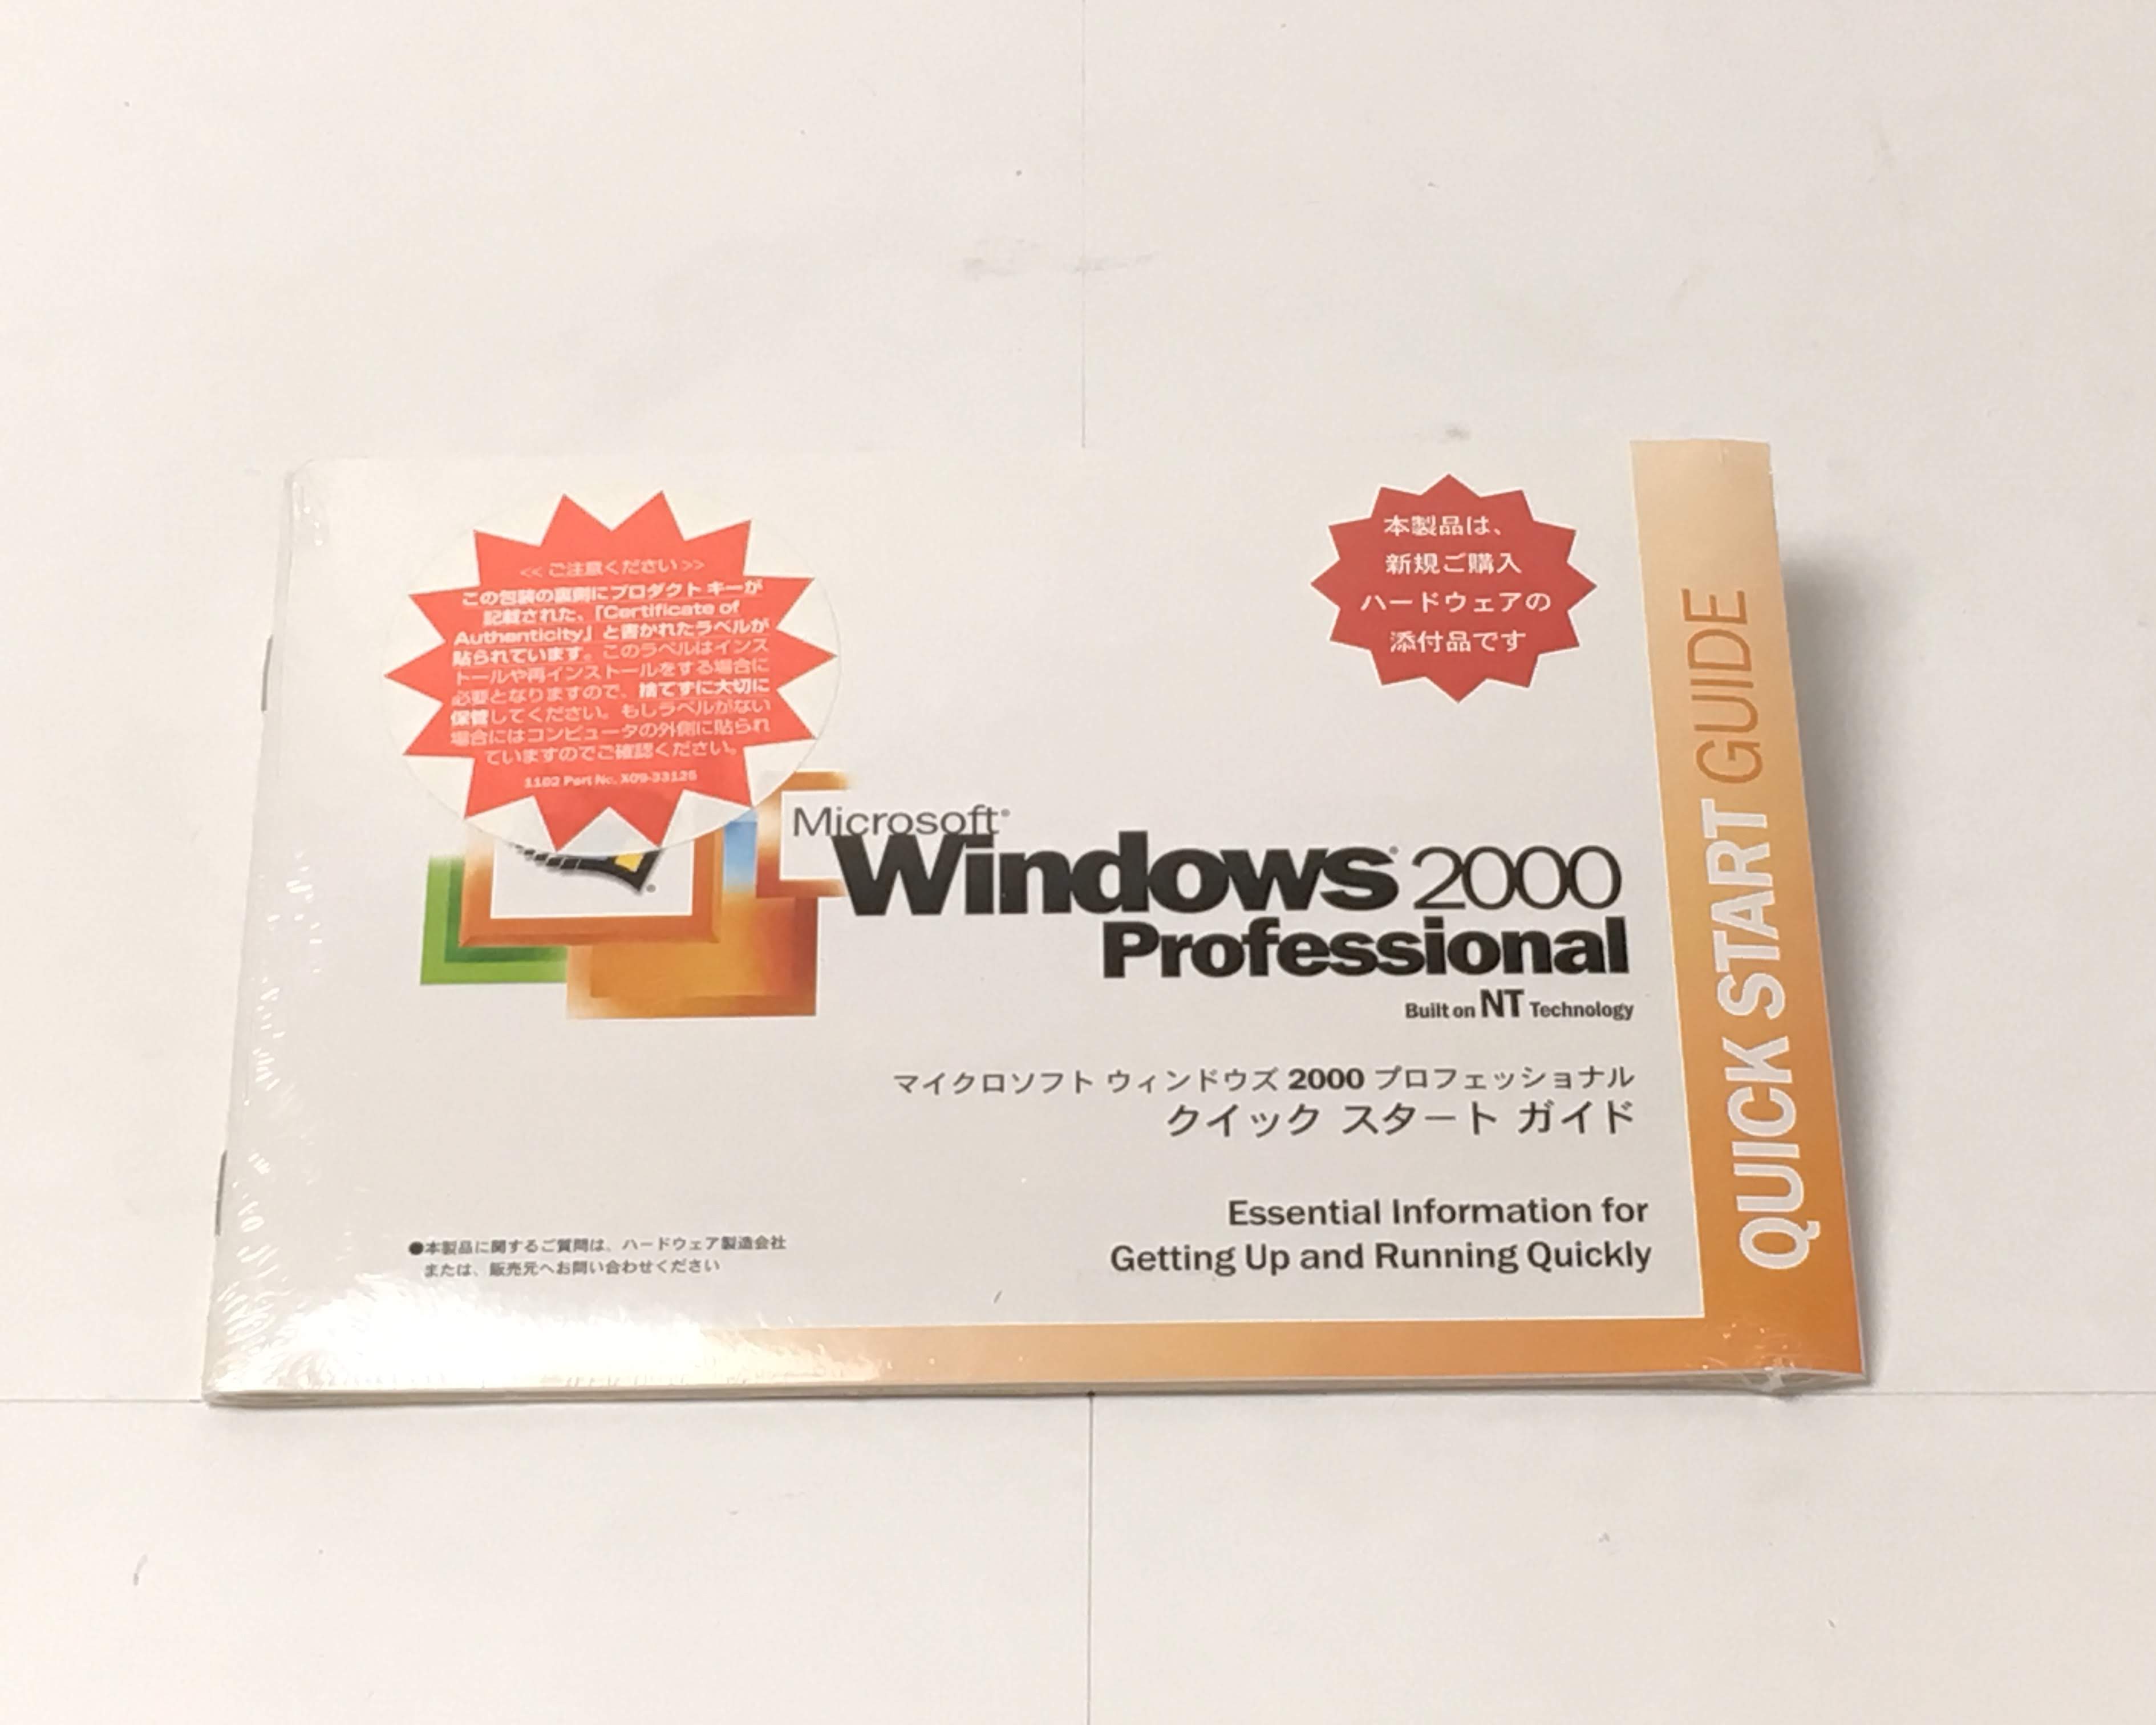 << ご注意ください >>
この包装の裏側にプロダクト キーが
記載された、「Certificate of
Authenticity」と書かれたラベルが
貼られています。このラベルはインス
トールや再インストールをする場合に
必要となりますので、捨てずに大切に
保管してください。もしラベルがない
場合にはコンピュータの外側に貼られ
ていますのでご確認ください。
1102 Part No. X09-33126
本製品は、
新規ご購入
ハードウェアの
添付品です
Microsoft®
Windows® 2000
Professional
Built on NT Technology
マイクロソフト ウィンドウズ 2000 プロフェッショナル
クイック スタート ガイド
Essential Information for
Getting Up and Running Quickly
●本製品に関するご質問は、ハードウェア製造会社
または、販売元へお問い合わせください
QUICK START GUIDE